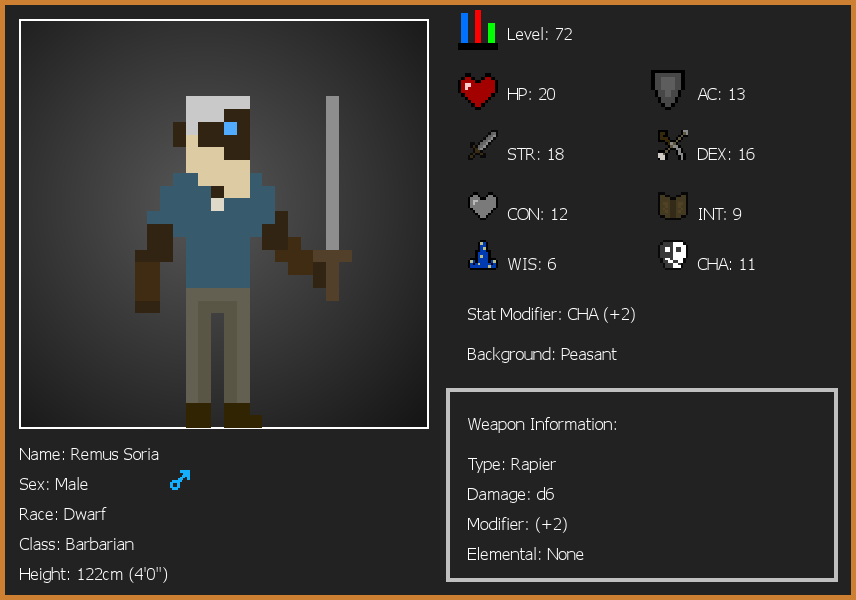 Level: 72
HP: 20
AC: 13
STR: 18
DEX: 16
CON: 12
INT: 9
WIS: 6
CHA: 11
Stat Modifier: CHA (+2)
Background: Peasant
Weapon Information:
Type: Rapier
Damage: d6
Modifier: (+2)
Elemental: None
Name: Remus Soria
Sex: Male
Race: Dwarf
Class: Barbarian
Height: 122cm (4'0")